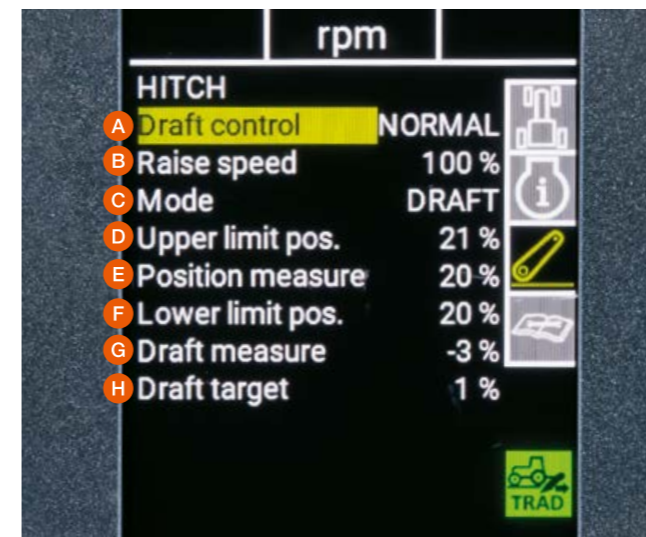 rpm
HITCH
A Draft control NORMAL
B Raise speed 100 %
C Mode DRAFT
D Upper limit pos. 21 %
E Position measure 20 %
F Lower limit pos. 20 %
G Draft measure -3 %
H Draft target 1 %
TRAD